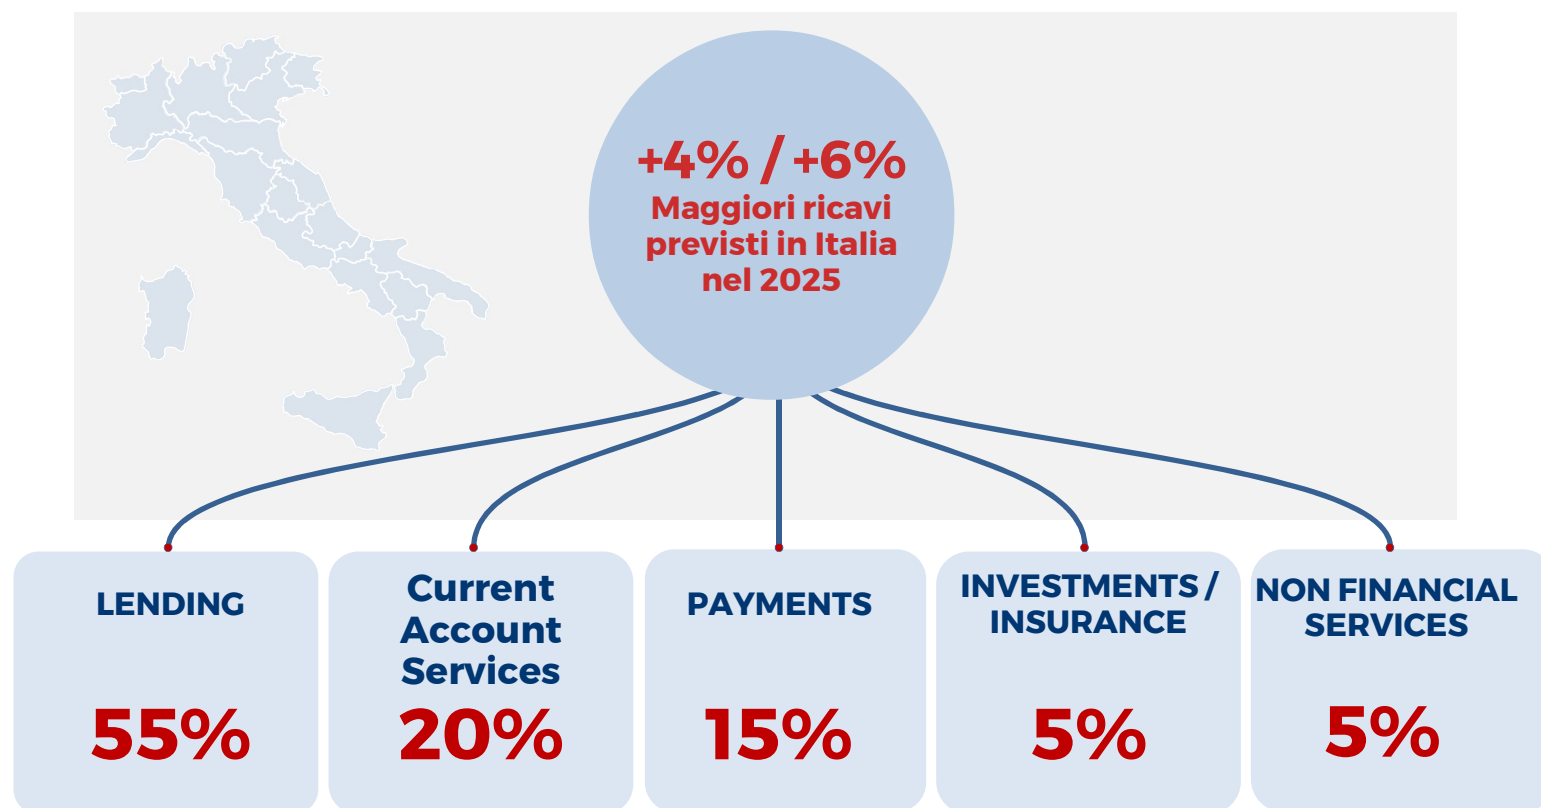 +4% / +6%
Maggiori ricavi
previsti in Italia
nel 2025
LENDING
55%
Current
Account
Services
20%
PAYMENTS
15%
INVESTMENTS /
INSURANCE
5%
NON FINANCIAL
SERVICES
5%